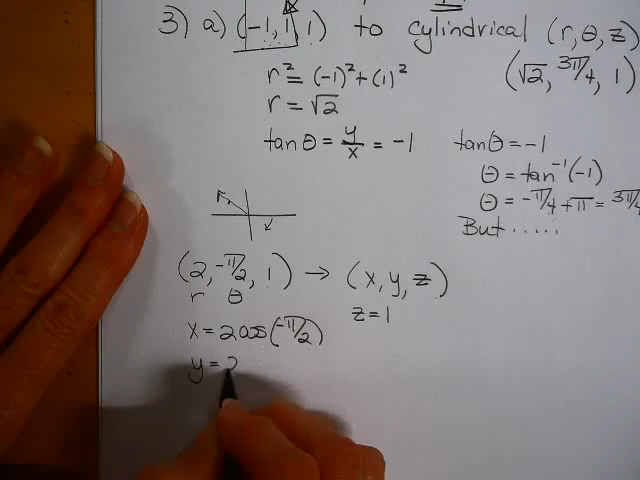 3) a) (-1, 1, 1) to cylindrical (r, θ, z)
(√2, 3π/4, 1)
r² = (-1)² + (1)²
r = √2
tan θ = y/x = -1
tan θ = -1
θ = tan⁻¹(-1)
θ = -π/4 + π = 3π/4
But .....
(2, -π/2, 1) → (x, y, z)
r θ
z = 1
x = 2cos(-π/2)
y = 2